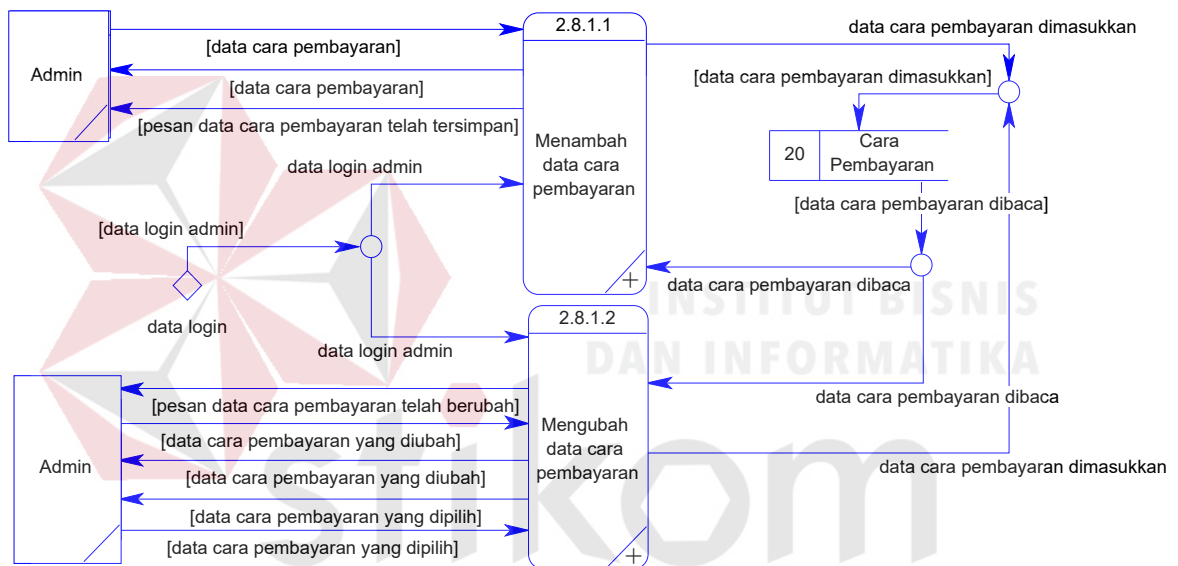 2.8.1.1
data cara pembayaran dimasukkan
[data cara pembayaran]
Admin
[data cara pembayaran]
[data cara pembayaran dimasukkan]
[pesan data cara pembayaran telah tersimpan]
Menambah
data cara
pembayaran
20
Cara
Pembayaran
data login admin
[data cara pembayaran dibaca]
[data login admin]
data cara pembayaran dibaca
+
INSTITUT BISNIS
DAN INFORMATIKA
data login
2.8.1.2
data login admin
data cara pembayaran dibaca
[pesan data cara pembayaran telah berubah]
Mengubah
data cara
pembayaran
[data cara pembayaran yang diubah]
Admin
data cara pembayaran dimasukkan
[data cara pembayaran yang diubah]
[data cara pembayaran yang dipilih]
[data cara pembayaran yang dipilih]
+
stikom